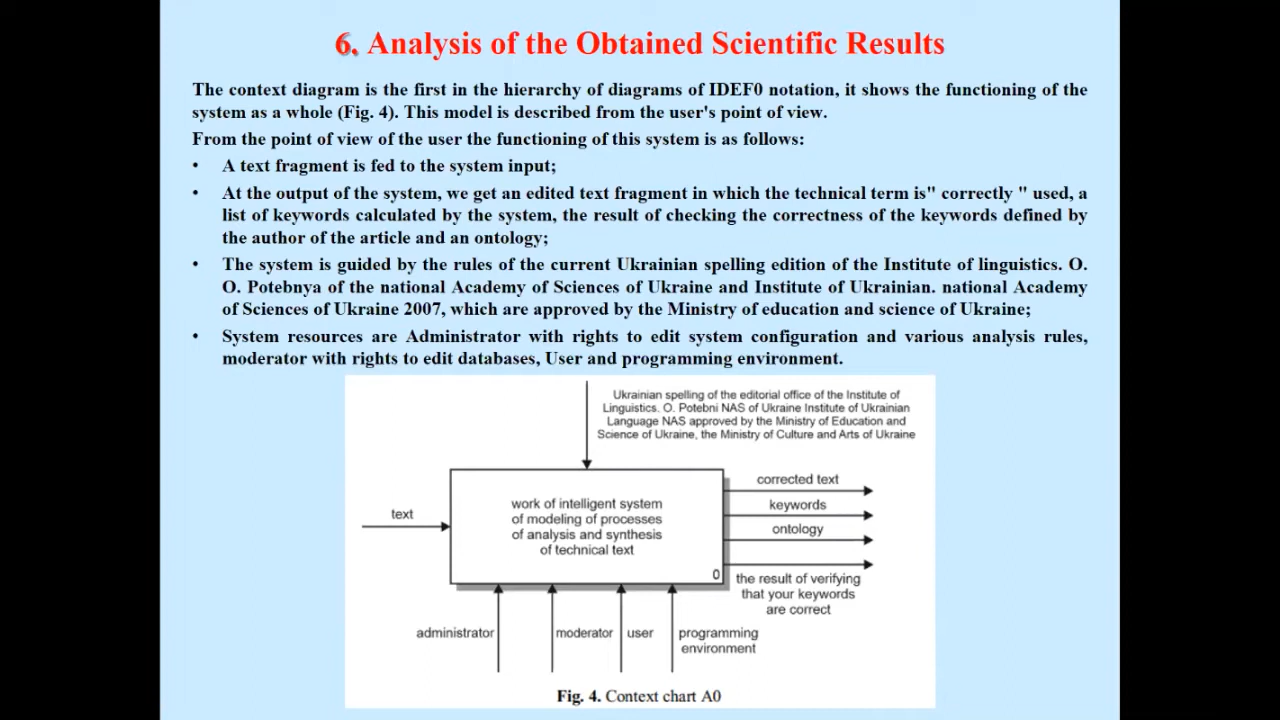 6. Analysis of the Obtained Scientific Results
The context diagram is the first in the hierarchy of diagrams of IDEF0 notation, it shows the functioning of the
system as a whole (Fig. 4). This model is described from the user's point of view.
From the point of view of the user the functioning of this system is as follows:
• A text fragment is fed to the system input;
• At the output of the system, we get an edited text fragment in which the technical term is" correctly " used, a
list of keywords calculated by the system, the result of checking the correctness of the keywords defined by
the author of the article and an ontology;
• The system is guided by the rules of the current Ukrainian spelling edition of the Institute of linguistics. O.
O. Potebnya of the national Academy of Sciences of Ukraine and Institute of Ukrainian. national Academy
of Sciences of Ukraine 2007, which are approved by the Ministry of education and science of Ukraine;
• System resources are Administrator with rights to edit system configuration and various analysis rules,
moderator with rights to edit databases, User and programming environment.
Ukrainian spelling of the editorial office of the Institute of
Linguistics. O. Potebni NAS of Ukraine Institute of Ukrainian
Language NAS approved by the Ministry of Education and
Science of Ukraine, the Ministry of Culture and Arts of Ukraine
text
work of intelligent system
of modeling of processes
of analysis and synthesis
of technical text
0
corrected text
keywords
ontology
the result of verifying
that your keywords
are correct
administrator
moderator
user
programming
environment
Fig. 4. Context chart A0